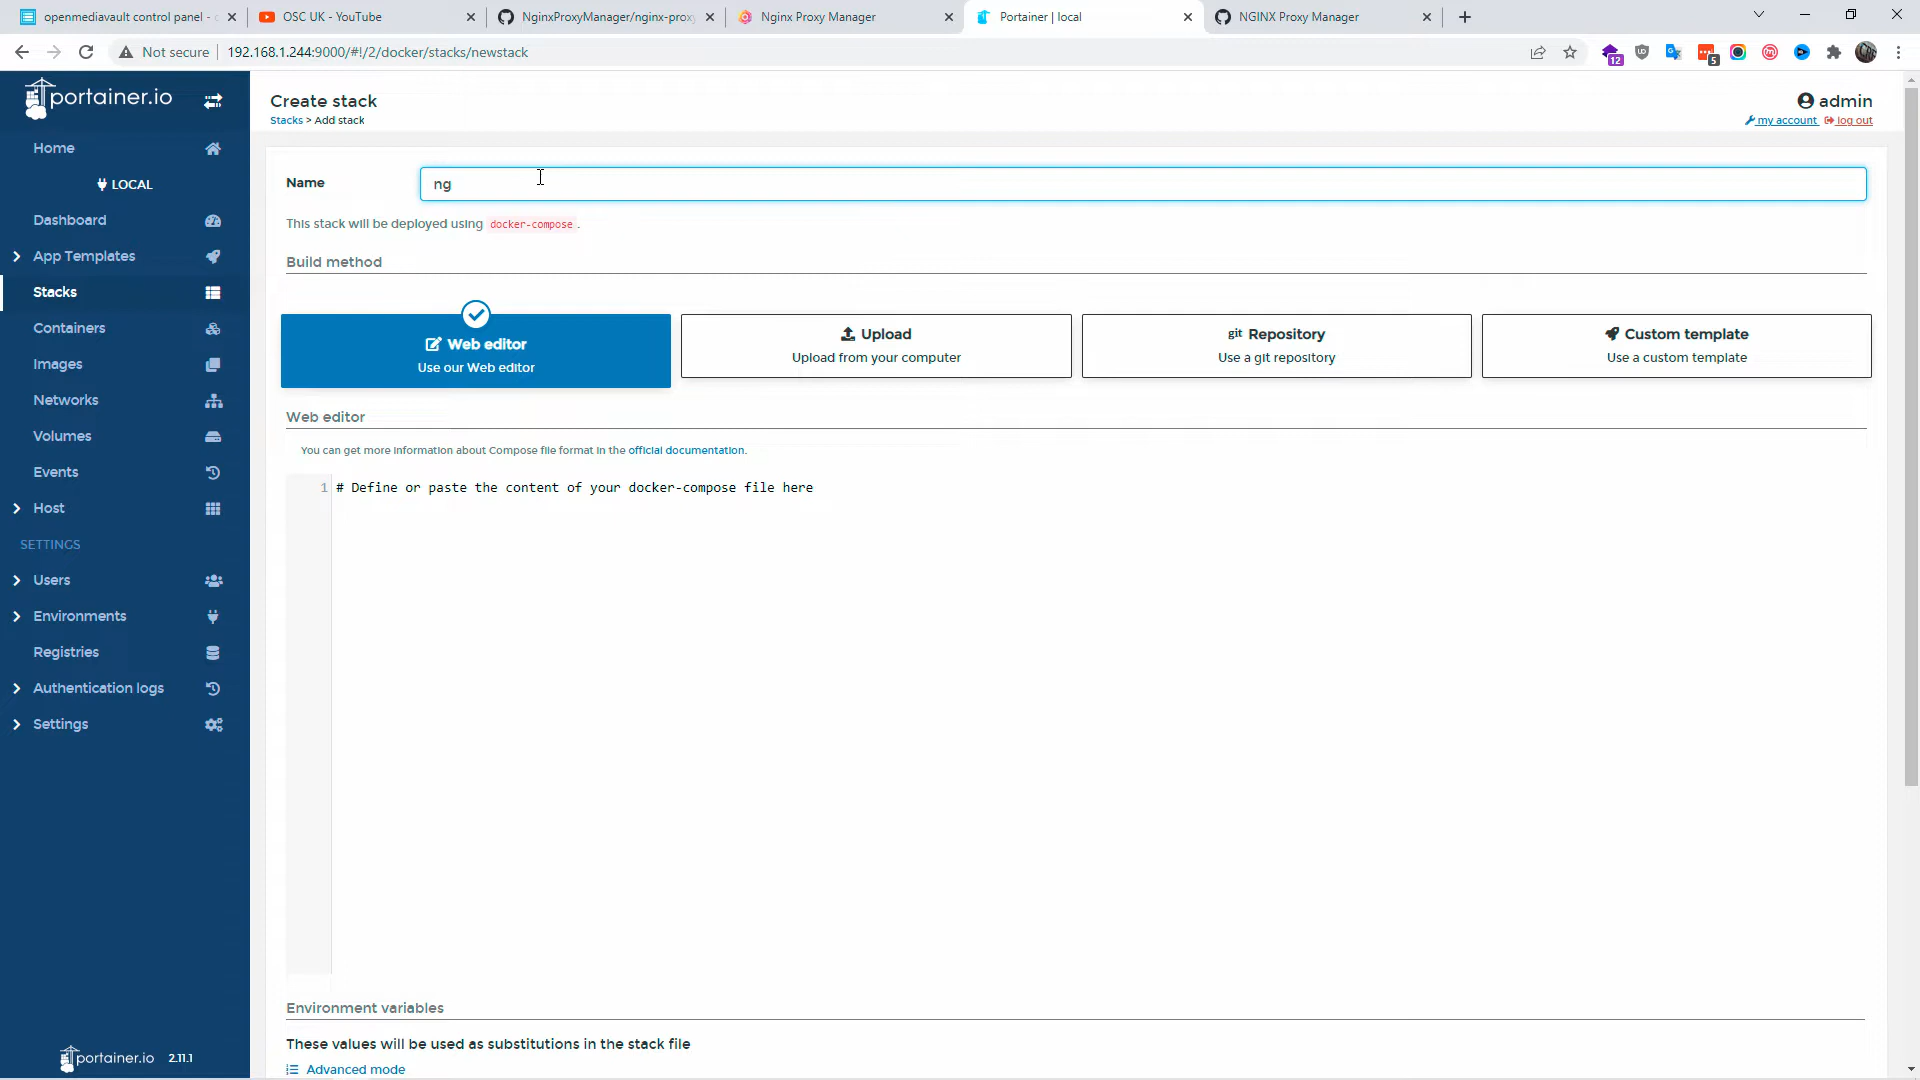 openmediavault control panel - 
OSC UK - YouTube
NginxProxyManager/nginx-proxy
Nginx Proxy Manager
Portainer | local
NGINX Proxy Manager
Not secure
192.168.1.244:9000/#!/2/docker/stacks/newstack
12
5
portainer.io
Home
LOCAL
Dashboard
App Templates
Stacks
Containers
Images
Networks
Volumes
Events
Host
SETTINGS
Users
Environments
Registries
Authentication logs
Settings
portainer.io 2.11.1
Create stack
Stacks > Add stack
admin
my account log out
Name
ng
This stack will be deployed using docker-compose .
Build method
Web editor
Use our Web editor
Upload
Upload from your computer
git Repository
Use a git repository
Custom template
Use a custom template
Web editor
You can get more information about Compose file format in the official documentation.
1 # Define or paste the content of your docker-compose file here
Environment variables
These values will be used as substitutions in the stack file
Advanced mode